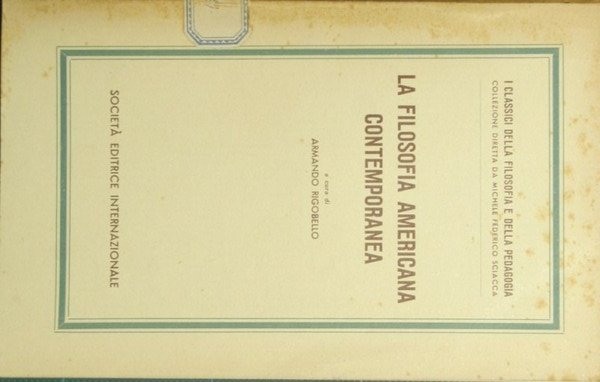 I CLASSICI DELLA FILOSOFIA E DELLA PEDAGOGIA
COLLEZIONE DIRETTA DA MICHELE FEDERICO SCIACCA
LA FILOSOFIA AMERICANA
CONTEMPORANEA
a cura di
ARMANDO RIGOBELLO
SOCIETÀ EDITRICE INTERNAZIONALE